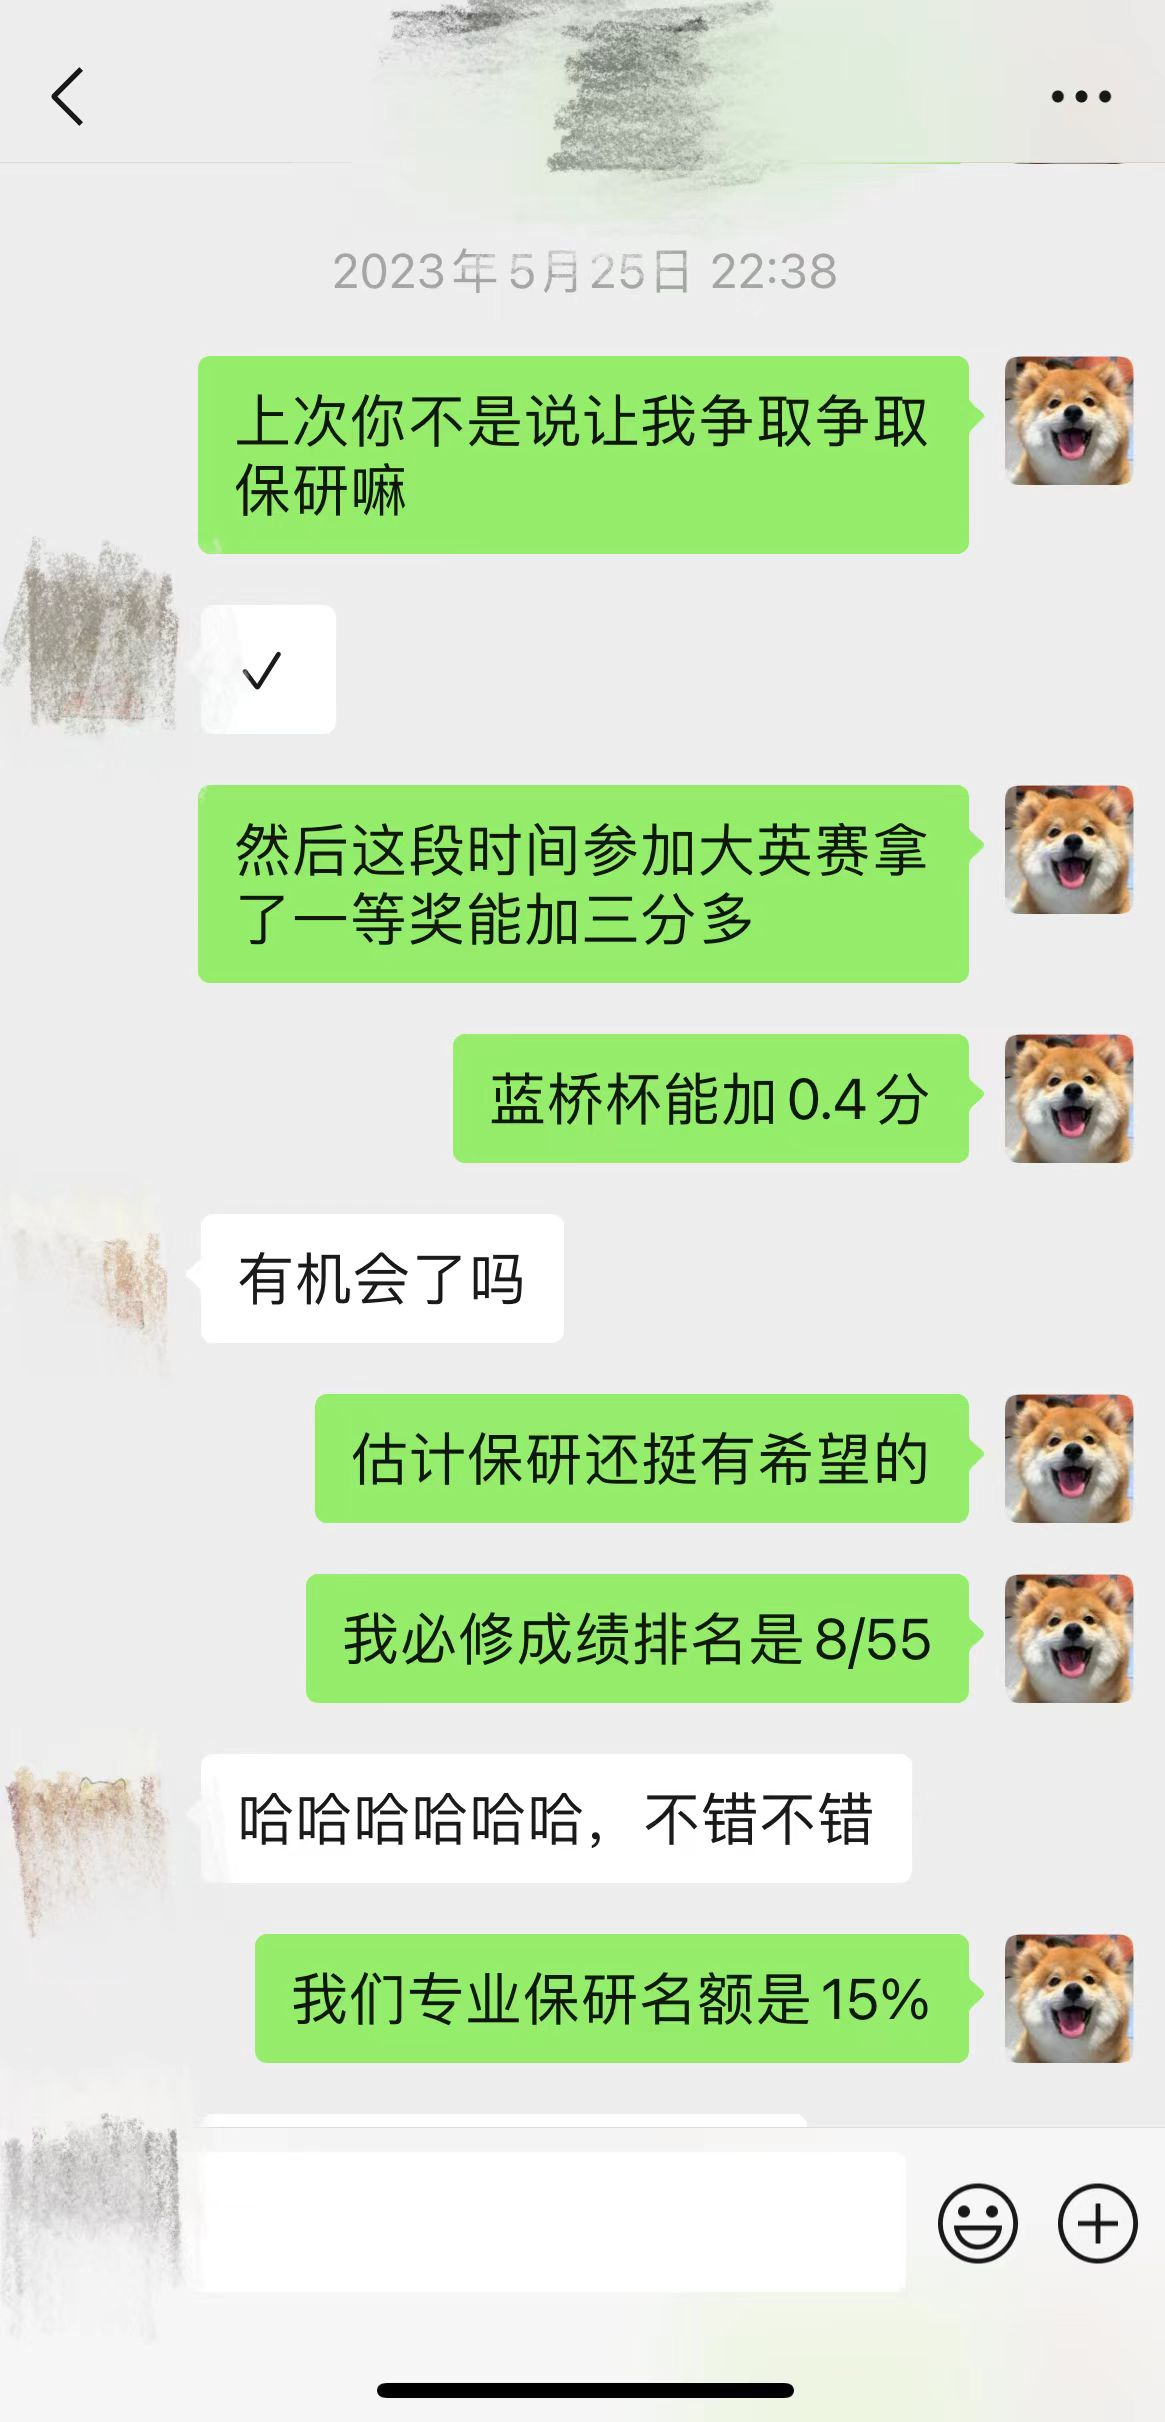 2023年5月25日 22:38
上次你不是说让我争取争取
保研嘛
✓
然后这段时间参加大英赛拿
了一等奖能加三分多
蓝桥杯能加0.4分
有机会了吗
估计保研还挺有希望的
我必修成绩排名是8/55
哈哈哈哈哈哈，不错不错
我们专业保研名额是15%